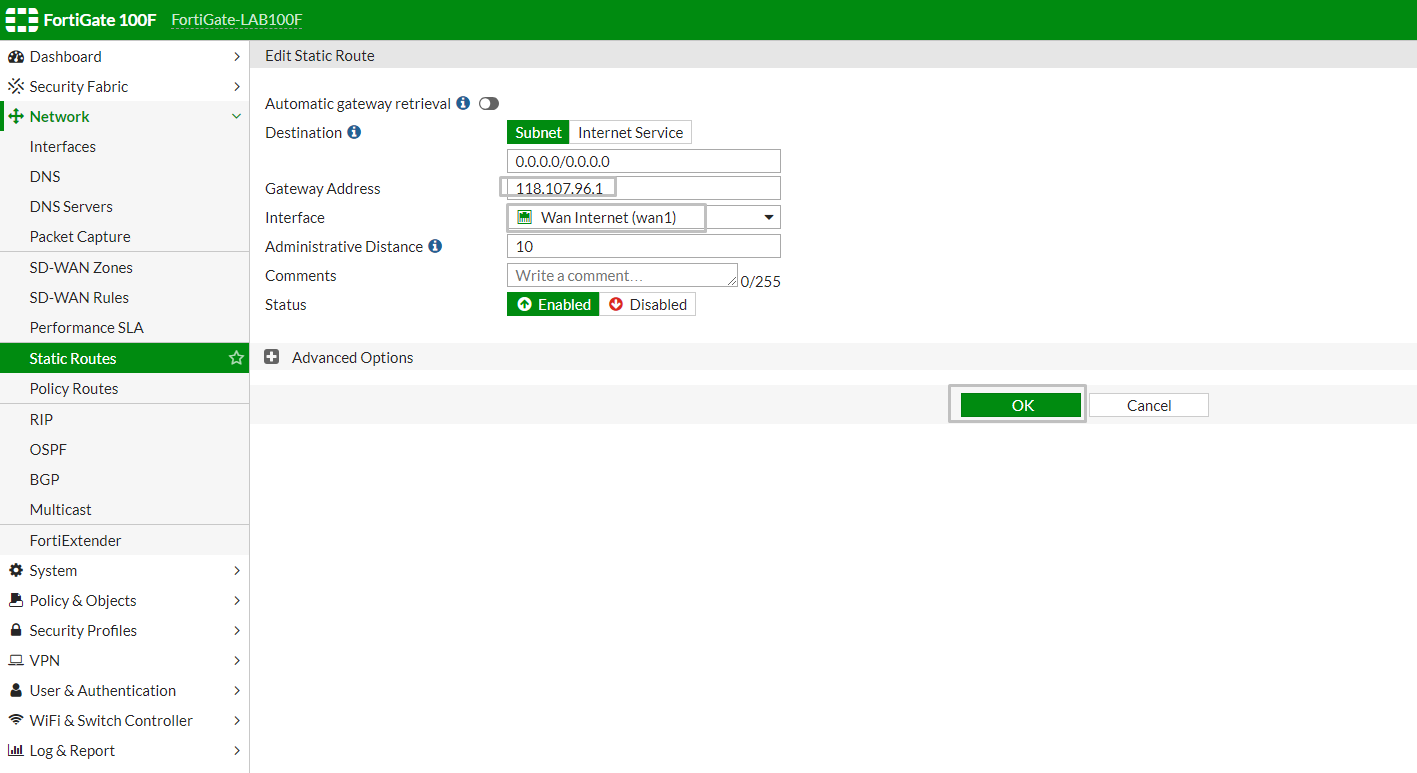 FortiGate 100F FortiGate-LAB100F
Dashboard
Security Fabric
Network
Interfaces
DNS
DNS Servers
Packet Capture
SD-WAN Zones
SD-WAN Rules
Performance SLA
Static Routes
Policy Routes
RIP
OSPF
BGP
Multicast
FortiExtender
System
Policy & Objects
Security Profiles
VPN
User & Authentication
WiFi & Switch Controller
Log & Report
Edit Static Route
Automatic gateway retrieval
Destination Subnet Internet Service
0.0.0.0/0.0.0.0
Gateway Address 118.107.96.1
Interface Wan Internet (wan1)
Administrative Distance 10
Comments Write a comment... 0/255
Status Enabled Disabled
Advanced Options
OK Cancel